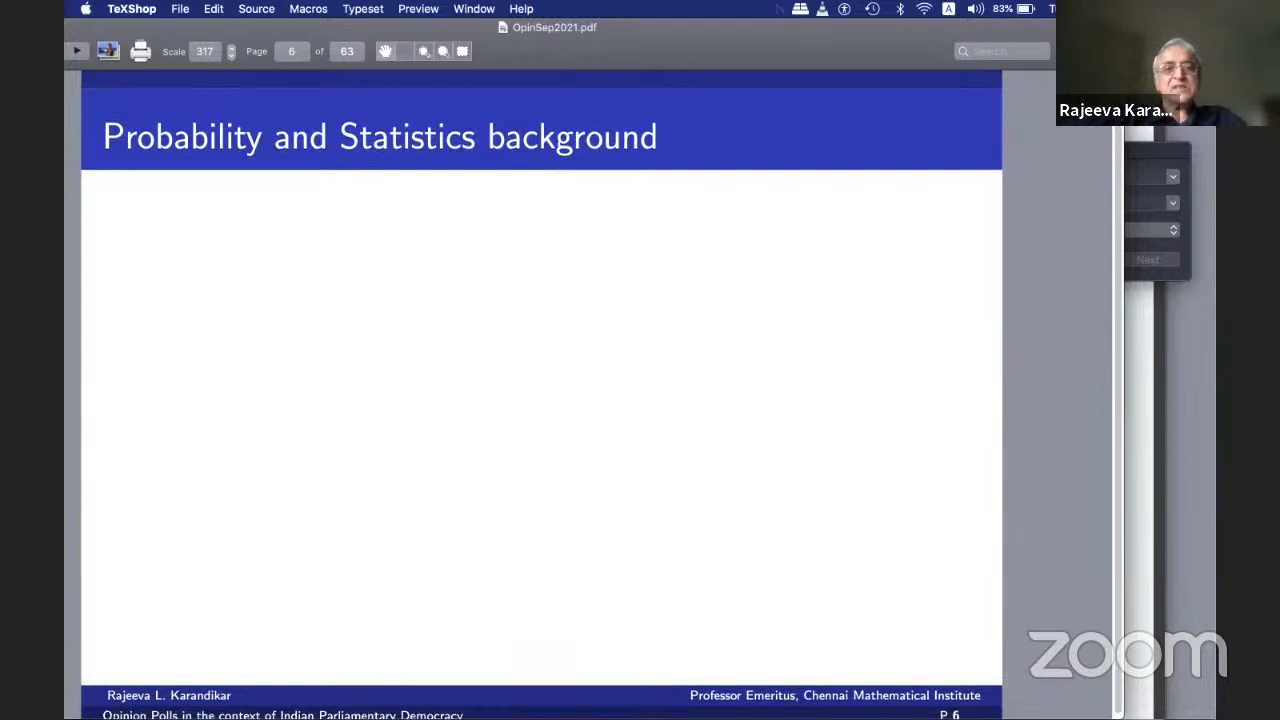 TeXShop File Edit Source Macros Typeset Preview Window Help A 83%
OpinSep2021.pdf
Scale 317 Page 6 of 63 Search
Probability and Statistics background
Rajeeva Kara...
Next
zoom
Rajeeva L. Karandikar Professor Emeritus, Chennai Mathematical Institute
Opinion Polls in the context of Indian Parliamentary Democracy P 6